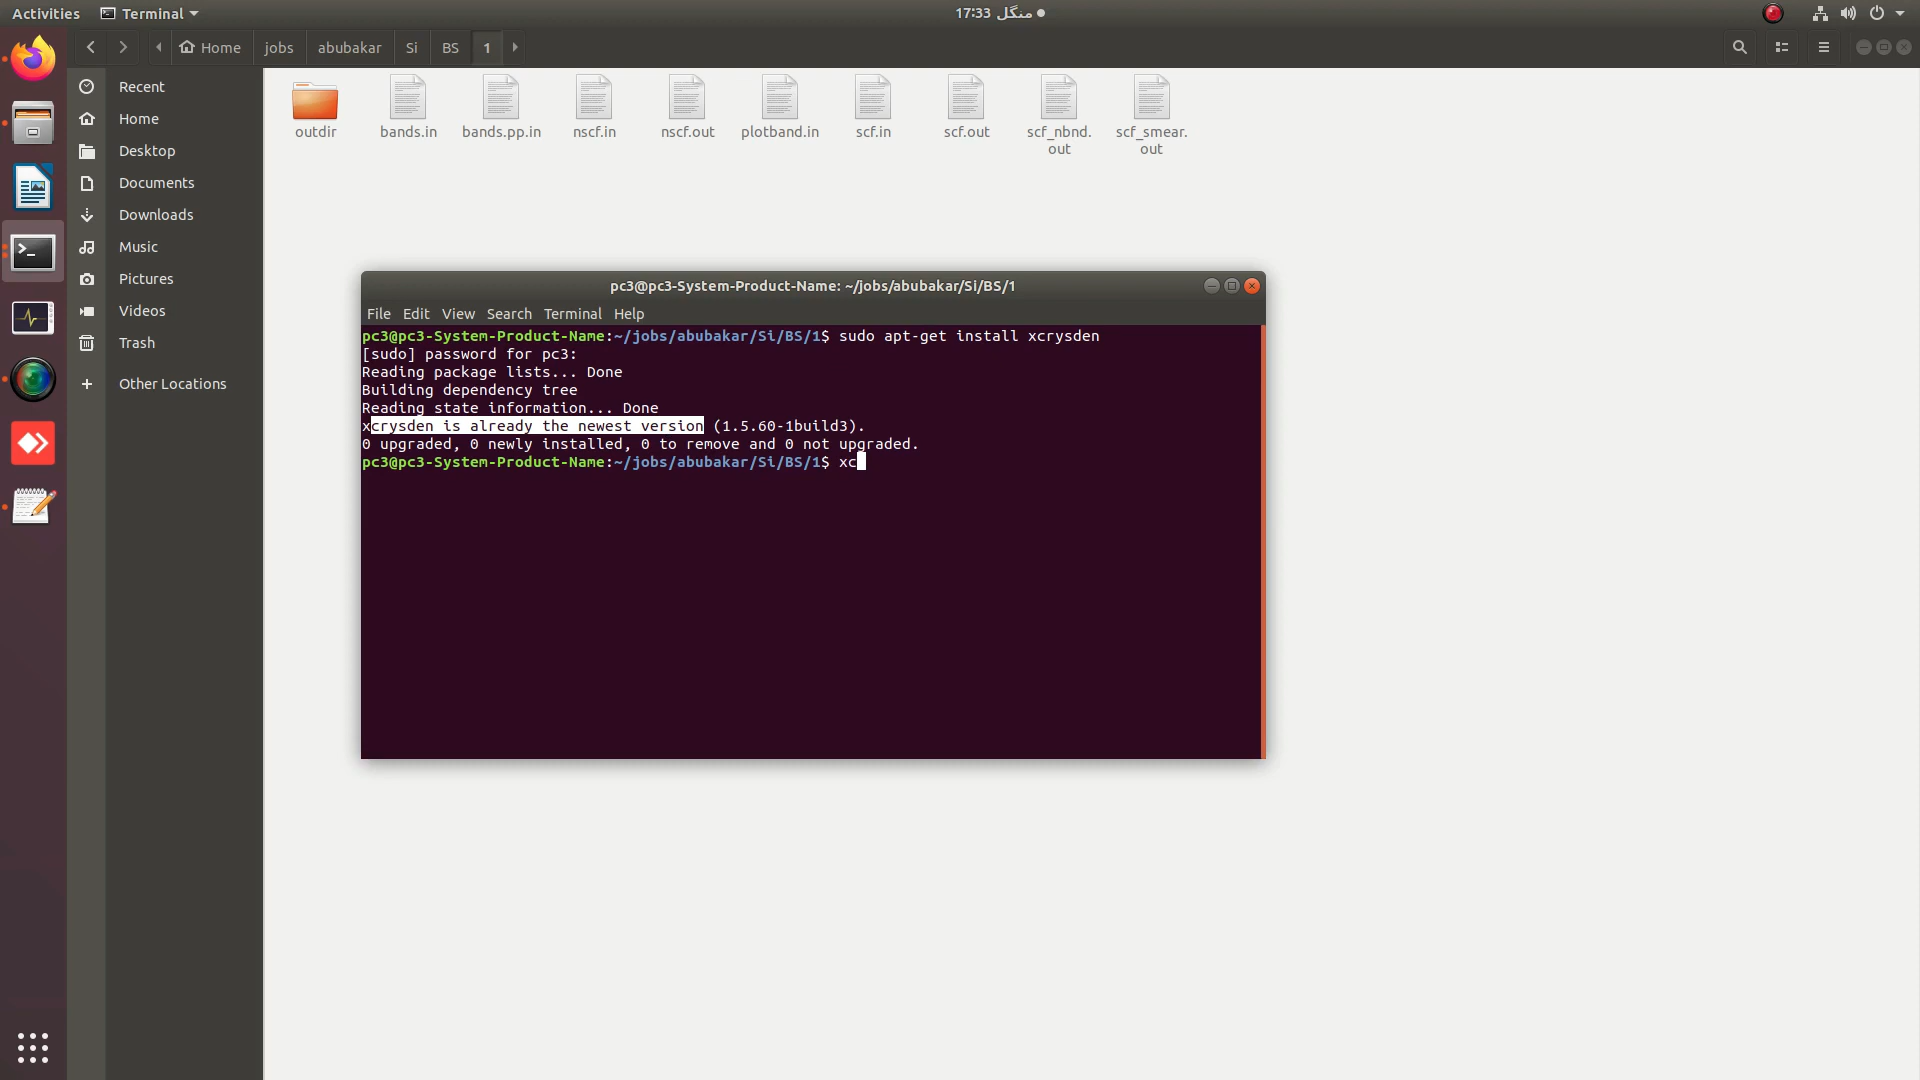 Activities Terminal منگل 17:33
Home jobs abubakar Si BS 1
Recent
Home
Desktop
Documents
Downloads
Music
Pictures
Videos
Trash
+ Other Locations
outdir bands.in bands.pp.in nscf.in nscf.out plotband.in scf.in scf.out scf_nbnd. scf_smear.
out out
pc3@pc3-System-Product-Name: ~/jobs/abubakar/Si/BS/1
File Edit View Search Terminal Help
pc3@pc3-System-Product-Name:~/jobs/abubakar/Si/BS/1$ sudo apt-get install xcrysden
[sudo] password for pc3:
Reading package lists... Done
Building dependency tree
Reading state information... Done
xcrysden is already the newest version (1.5.60-1build3).
0 upgraded, 0 newly installed, 0 to remove and 0 not upgraded.
pc3@pc3-System-Product-Name:~/jobs/abubakar/Si/BS/1$ xc